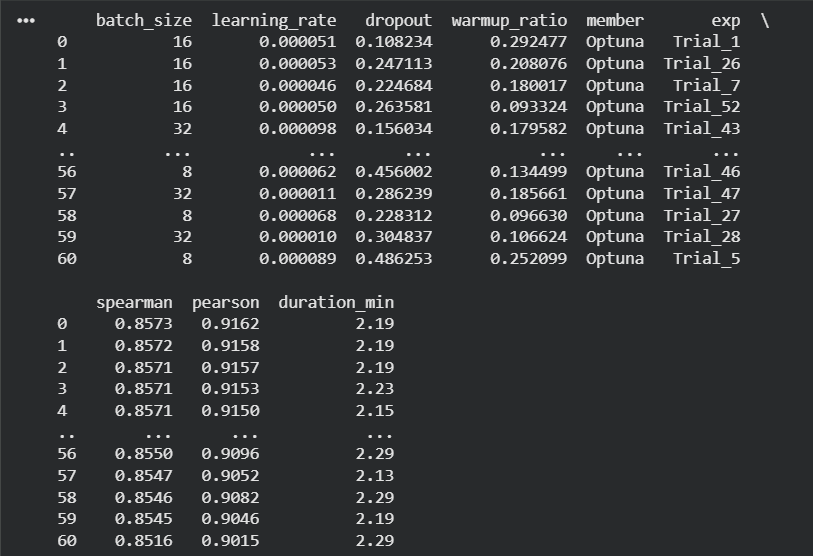 ••• batch_size learning_rate dropout warmup_ratio member exp \
0 16 0.000051 0.108234 0.292477 Optuna Trial_1
1 16 0.000053 0.247113 0.208076 Optuna Trial_26
2 16 0.000046 0.224684 0.180017 Optuna Trial_7
3 16 0.000050 0.263581 0.093324 Optuna Trial_52
4 32 0.000098 0.156034 0.179582 Optuna Trial_43
.. ... ... ... ... ... ...
56 8 0.000062 0.456002 0.134499 Optuna Trial_46
57 32 0.000011 0.286239 0.185661 Optuna Trial_47
58 8 0.000068 0.228312 0.096630 Optuna Trial_27
59 32 0.000010 0.304837 0.106624 Optuna Trial_28
60 8 0.000089 0.486253 0.252099 Optuna Trial_5
spearman pearson duration_min
0 0.8573 0.9162 2.19
1 0.8572 0.9158 2.19
2 0.8571 0.9157 2.19
3 0.8571 0.9153 2.23
4 0.8571 0.9150 2.15
.. ... ... ...
56 0.8550 0.9096 2.29
57 0.8547 0.9052 2.13
58 0.8546 0.9082 2.29
59 0.8545 0.9046 2.19
60 0.8516 0.9015 2.29